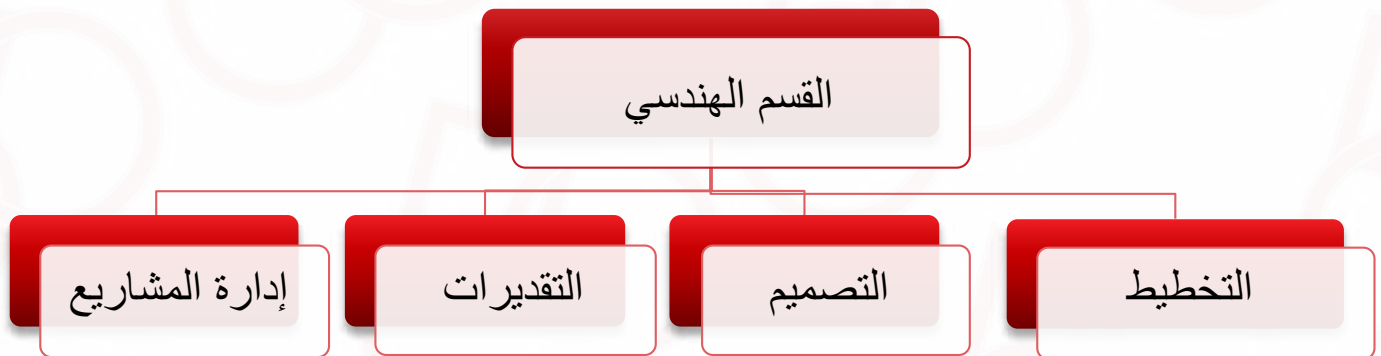 القسم الهندسي
التخطيط
التصميم
التقديرات
إدارة المشاريع